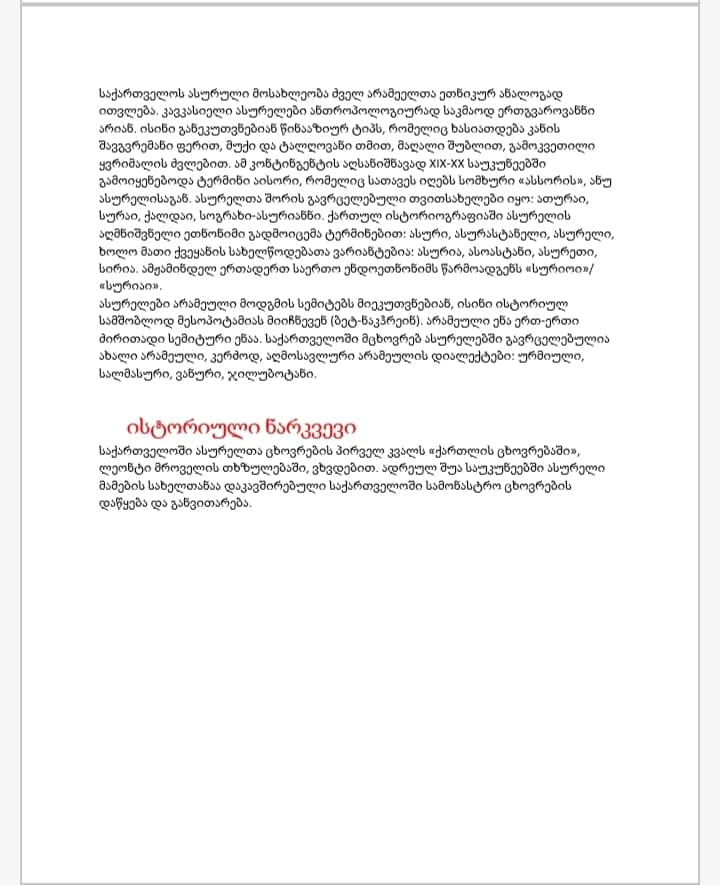 საქართველოს ასურული მოსახლეობა ძველ არამეელთა ეთნიკურ ანალოგად
ითვლება. კავკასიელი ასურელები ანთროპოლოგიურად საკმაოდ ერთგვაროვანნი
არიან. ისინი განეკუთვნებიან წინააზიურ ტიპს, რომელიც ხასიათდება კანის
შავგვრემანი ფერით, მუქი და ტალღოვანი თმით, მაღალი შუბლით, გამოკვეთილი
ყვრიმალის ძვლებით. ამ კონტინგენტის აღსანიშნავად XIX-XX საუკუნეებში
გამოიყენებოდა ტერმინი აისორი, რომელიც სათავეს იღებს სომხური «ასსორის», ანუ
ასურელისაგან. ასურელთა შორის გავრცელებული თვითსახელები იყო: ათურაი,
სურაი, ქალდაი, სოგრახი-ასურიანნი. ქართულ ისტორიოგრაფიაში ასურელის
აღმნიშვნელი ეთნონიმი გადმოიცემა ტერმინებით: ასური, ასურასტანელი, ასურელი,
ხოლო მათი ქვეყანის სახელწოდებათა ვარიანტებია: ასურია, ასოასტანი, ასურეთი,
სირია. ამჟამინდელ ერთადერთ საერთო ენდოეთნონიმს წარმოადგენს «სურიოი»/
«სურიაი».
ასურელები არამეული მოდგმის სემიტებს მიეკუთვნებიან, ისინი ისტორიულ
სამშობლოდ მესოპოტამიას მიიჩნევენ (ბეტ-ნაჰრეინ). არამეული ენა ერთ-ერთი
ძირითადი სემიტური ენაა. საქართველოში მცხოვრებ ასურელებში გავრცელებულია
ახალი არამეული, კერძოდ, აღმოსავლური არამეულის დიალექტები: ურმიული,
სალმასური, ვანური, ჯილუბოტანი.
ისტორიული ნარკვევი
საქართველოში ასურელთა ცხოვრების პირველ კვალს «ქართლის ცხოვრებაში»,
ლეონტი მროველის თხზულებაში, ვხვდებით. ადრეულ შუა საუკუნეებში ასურელი
მამების სახელთანაა დაკავშირებული საქართველოში სამონასტრო ცხოვრების
დაწყება და განვითარება.